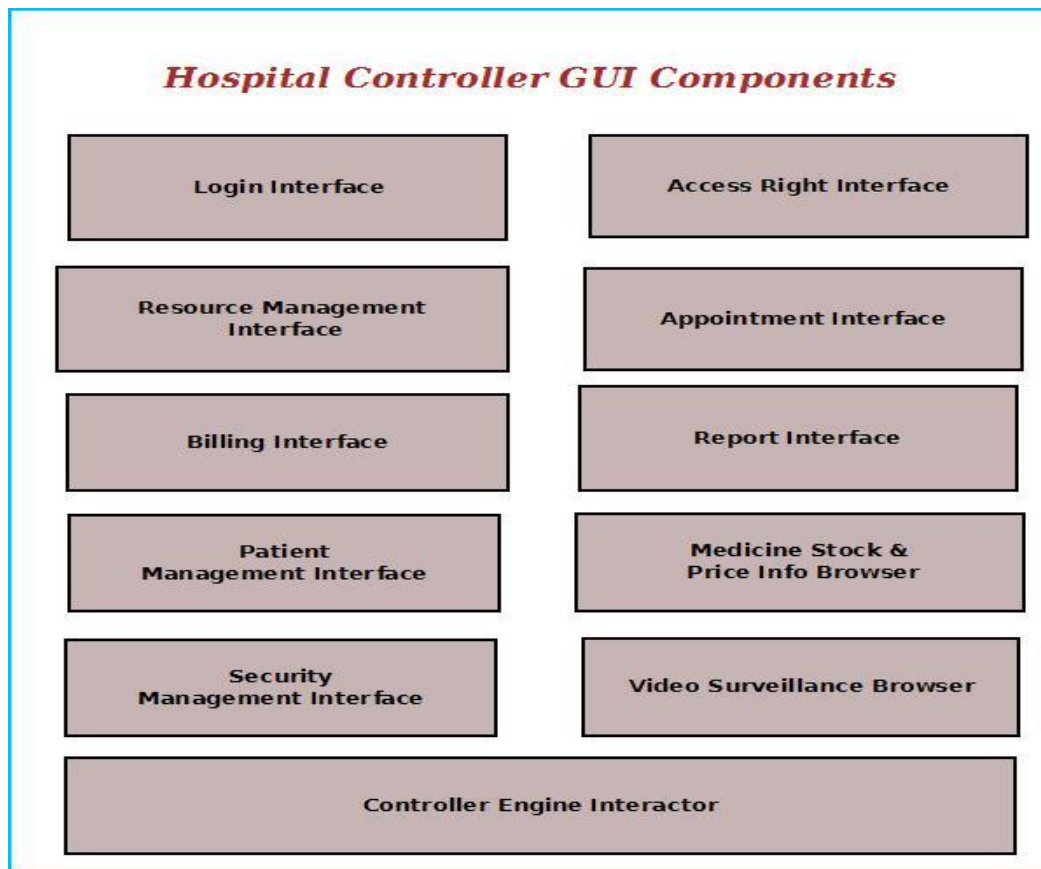 Hospital Controller GUI Components
Login Interface
Access Right Interface
Resource Management
Interface
Appointment Interface
Billing Interface
Report Interface
Patient
Management Interface
Medicine Stock &
Price Info Browser
Security
Management Interface
Video Surveillance Browser
Controller Engine Interactor